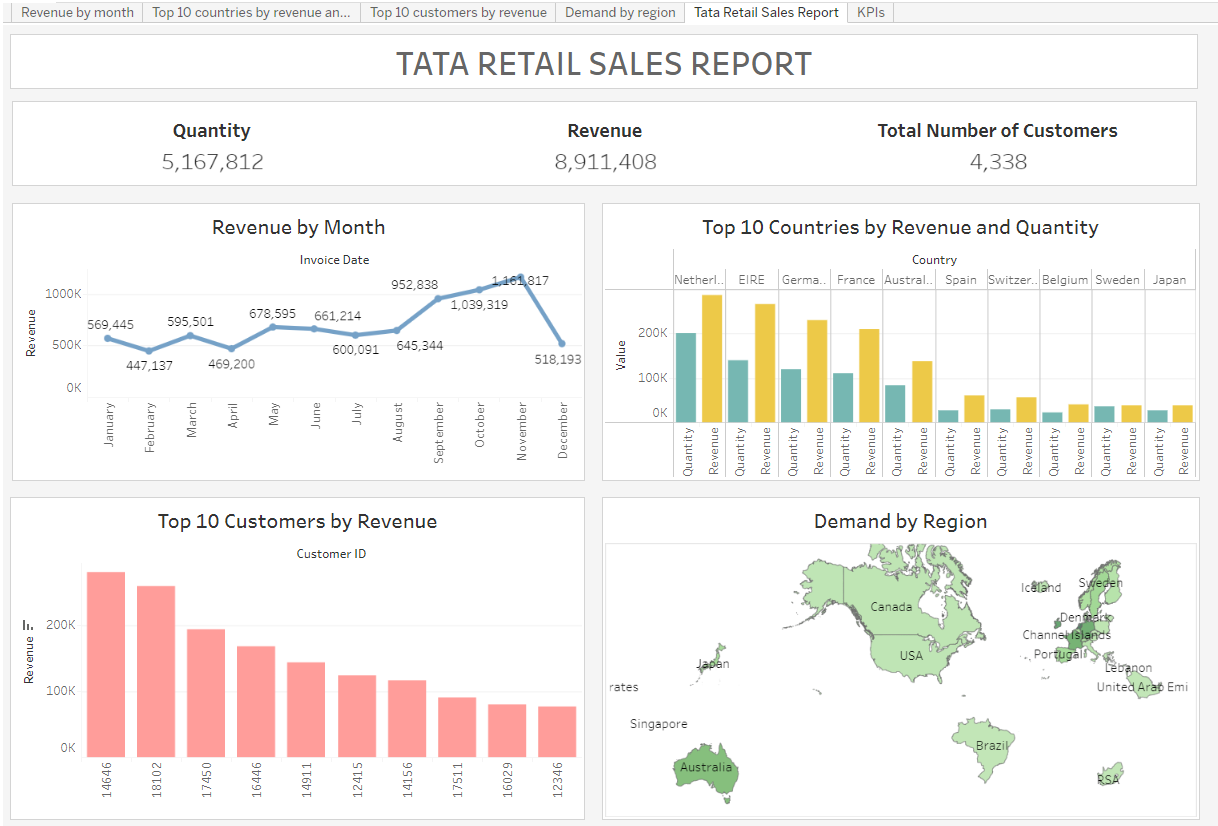 Revenue by month
Top 10 countries by revenue an...
Top 10 customers by revenue
Demand by region
Tata Retail Sales Report
KPIs
TATA RETAIL SALES REPORT
Quantity
Revenue
Total Number of Customers
5,167,812
8,911,408
4,338
Revenue by Month
Invoice Date
Revenue
1000K
500K
0K
569,445
447,137
595,501
469,200
678,595
661,214
600,091
645,344
952,838
1,039,319
1,161,817
518,193
January
February
March
April
May
June
July
August
September
October
November
December
Top 10 Countries by Revenue and Quantity
Country
Netherl..
EIRE
Germa..
France
Austral..
Spain
Switzer..
Belgium
Sweden
Japan
Value
200K
100K
0K
Quantity
Revenue
Quantity
Revenue
Quantity
Revenue
Quantity
Revenue
Quantity
Revenue
Quantity
Revenue
Quantity
Revenue
Quantity
Revenue
Quantity
Revenue
Quantity
Revenue
Top 10 Customers by Revenue
Customer ID
Revenue
200K
100K
0K
14646
18102
17450
16446
14911
12415
14156
17511
16029
12346
Demand by Region
Canada
USA
Iceland
Sweden
Denmark
Channel Islands
Portugal
Japan
Lebanon
rates
United Arab Emi
Singapore
Brazil
Australia
RSA